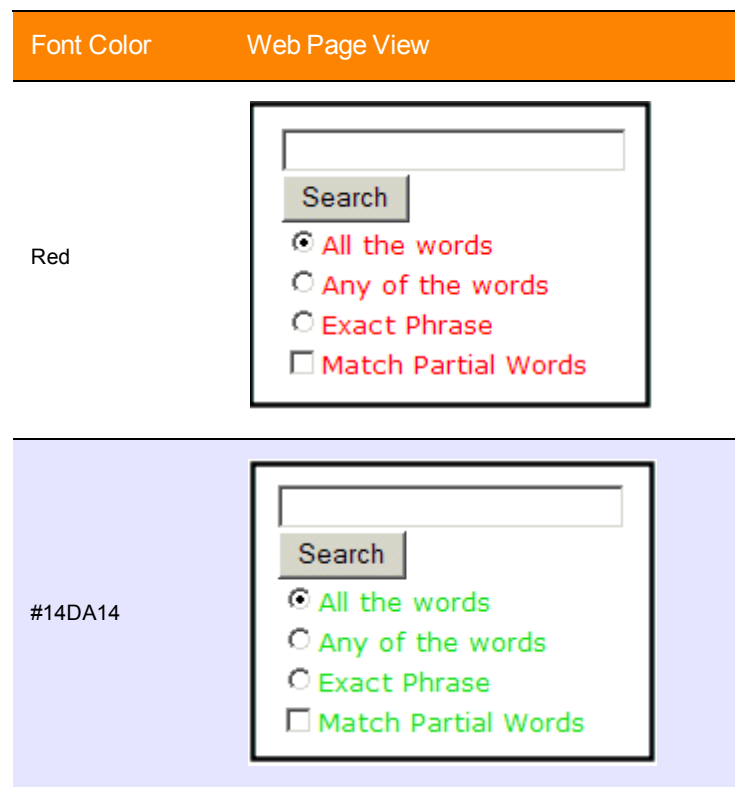 Font Color Web Page View
Red
Search
All the words
Any of the words
Exact Phrase
Match Partial Words
#14DA14
Search
All the words
Any of the words
Exact Phrase
Match Partial Words